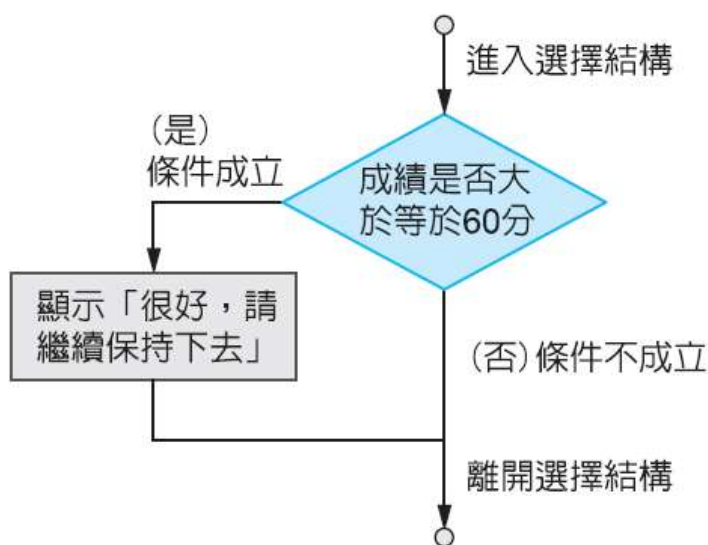 進入選擇結構
(是)
條件成立
成績是否大
於等於60分
顯示「很好，請
繼續保持下去」
(否)條件不成立
離開選擇結構